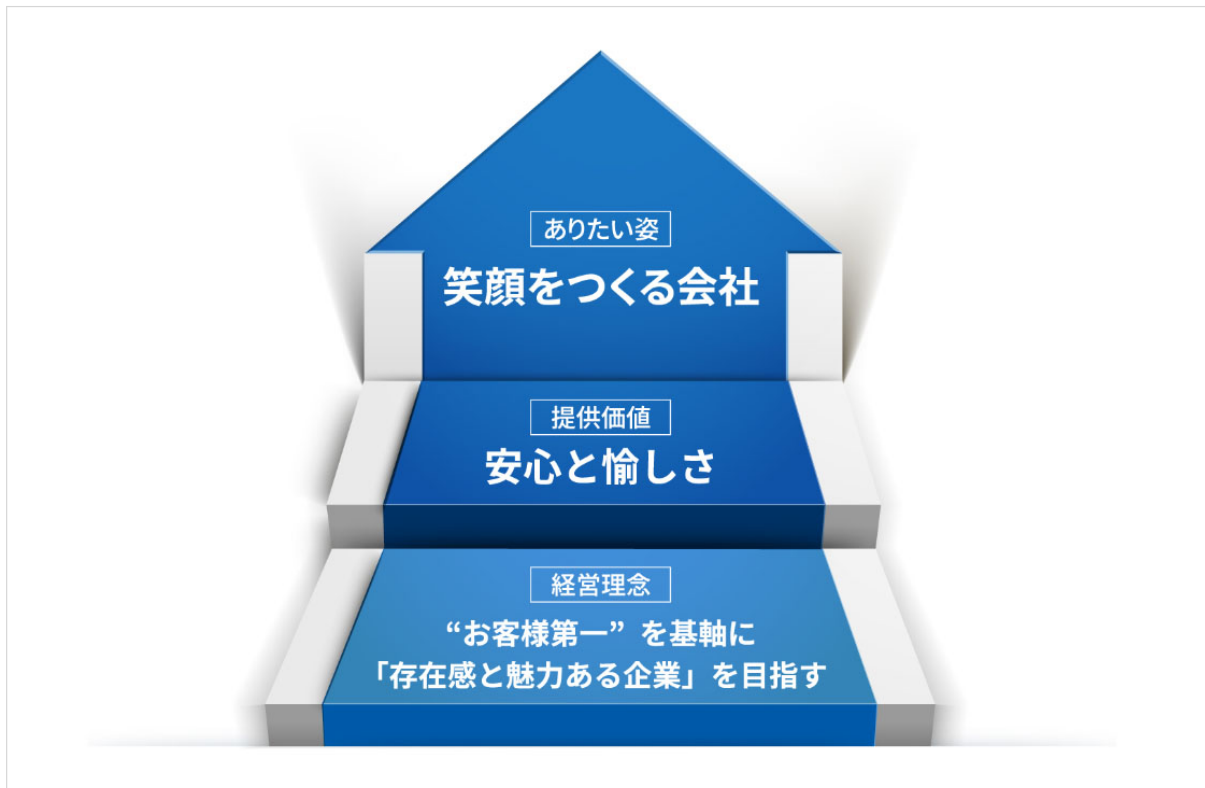 ありたい姿
笑顔をつくる会社
提供価値
安心と愉しさ
経営理念
“お客様第一” を基軸に
「存在感と魅力ある企業」を目指す